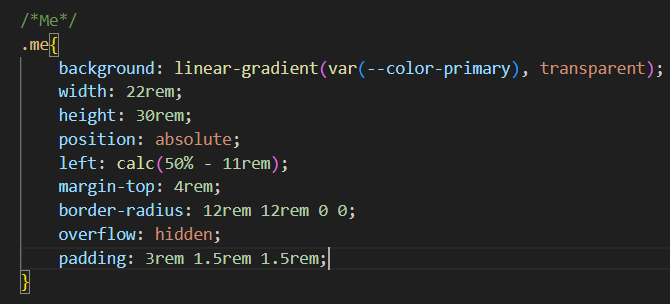 /*Me*/
.me{
background: linear-gradient(var(--color-primary), transparent);
width: 22rem;
height: 30rem;
position: absolute;
left: calc(50% - 11rem);
margin-top: 4rem;
border-radius: 12rem 12rem 0 0;
overflow: hidden;
padding: 3rem 1.5rem 1.5rem;
}